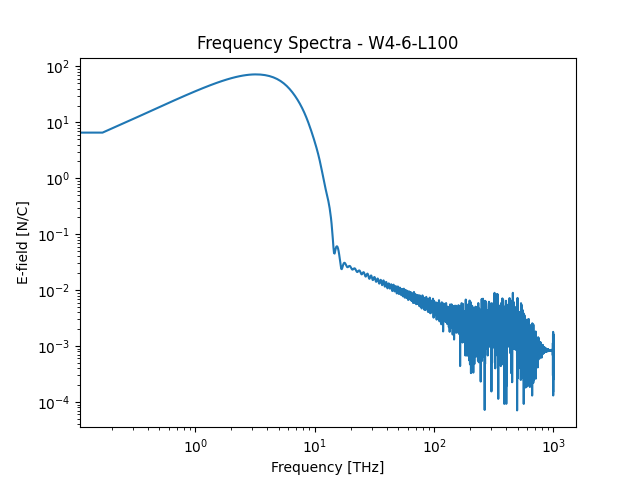 Frequency Spectra - W4-6-L100
E-field [N/C]
10²
10¹
10⁰
10⁻¹
10⁻²
10⁻³
10⁻⁴
10⁰ 10¹ 10² 10³
Frequency [THz]